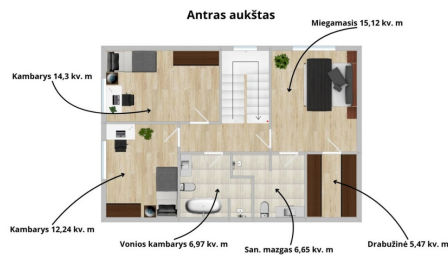 Antras aukštas
Miegamasis 15,12 kv. m
Kambarys 14,3 kv. m
Kambarys 12,24 kv. m
Vonios kambarys 6,97 kv. m
San. mazgas 6,65 kv. m
Drabužinė 5,47 kv. m